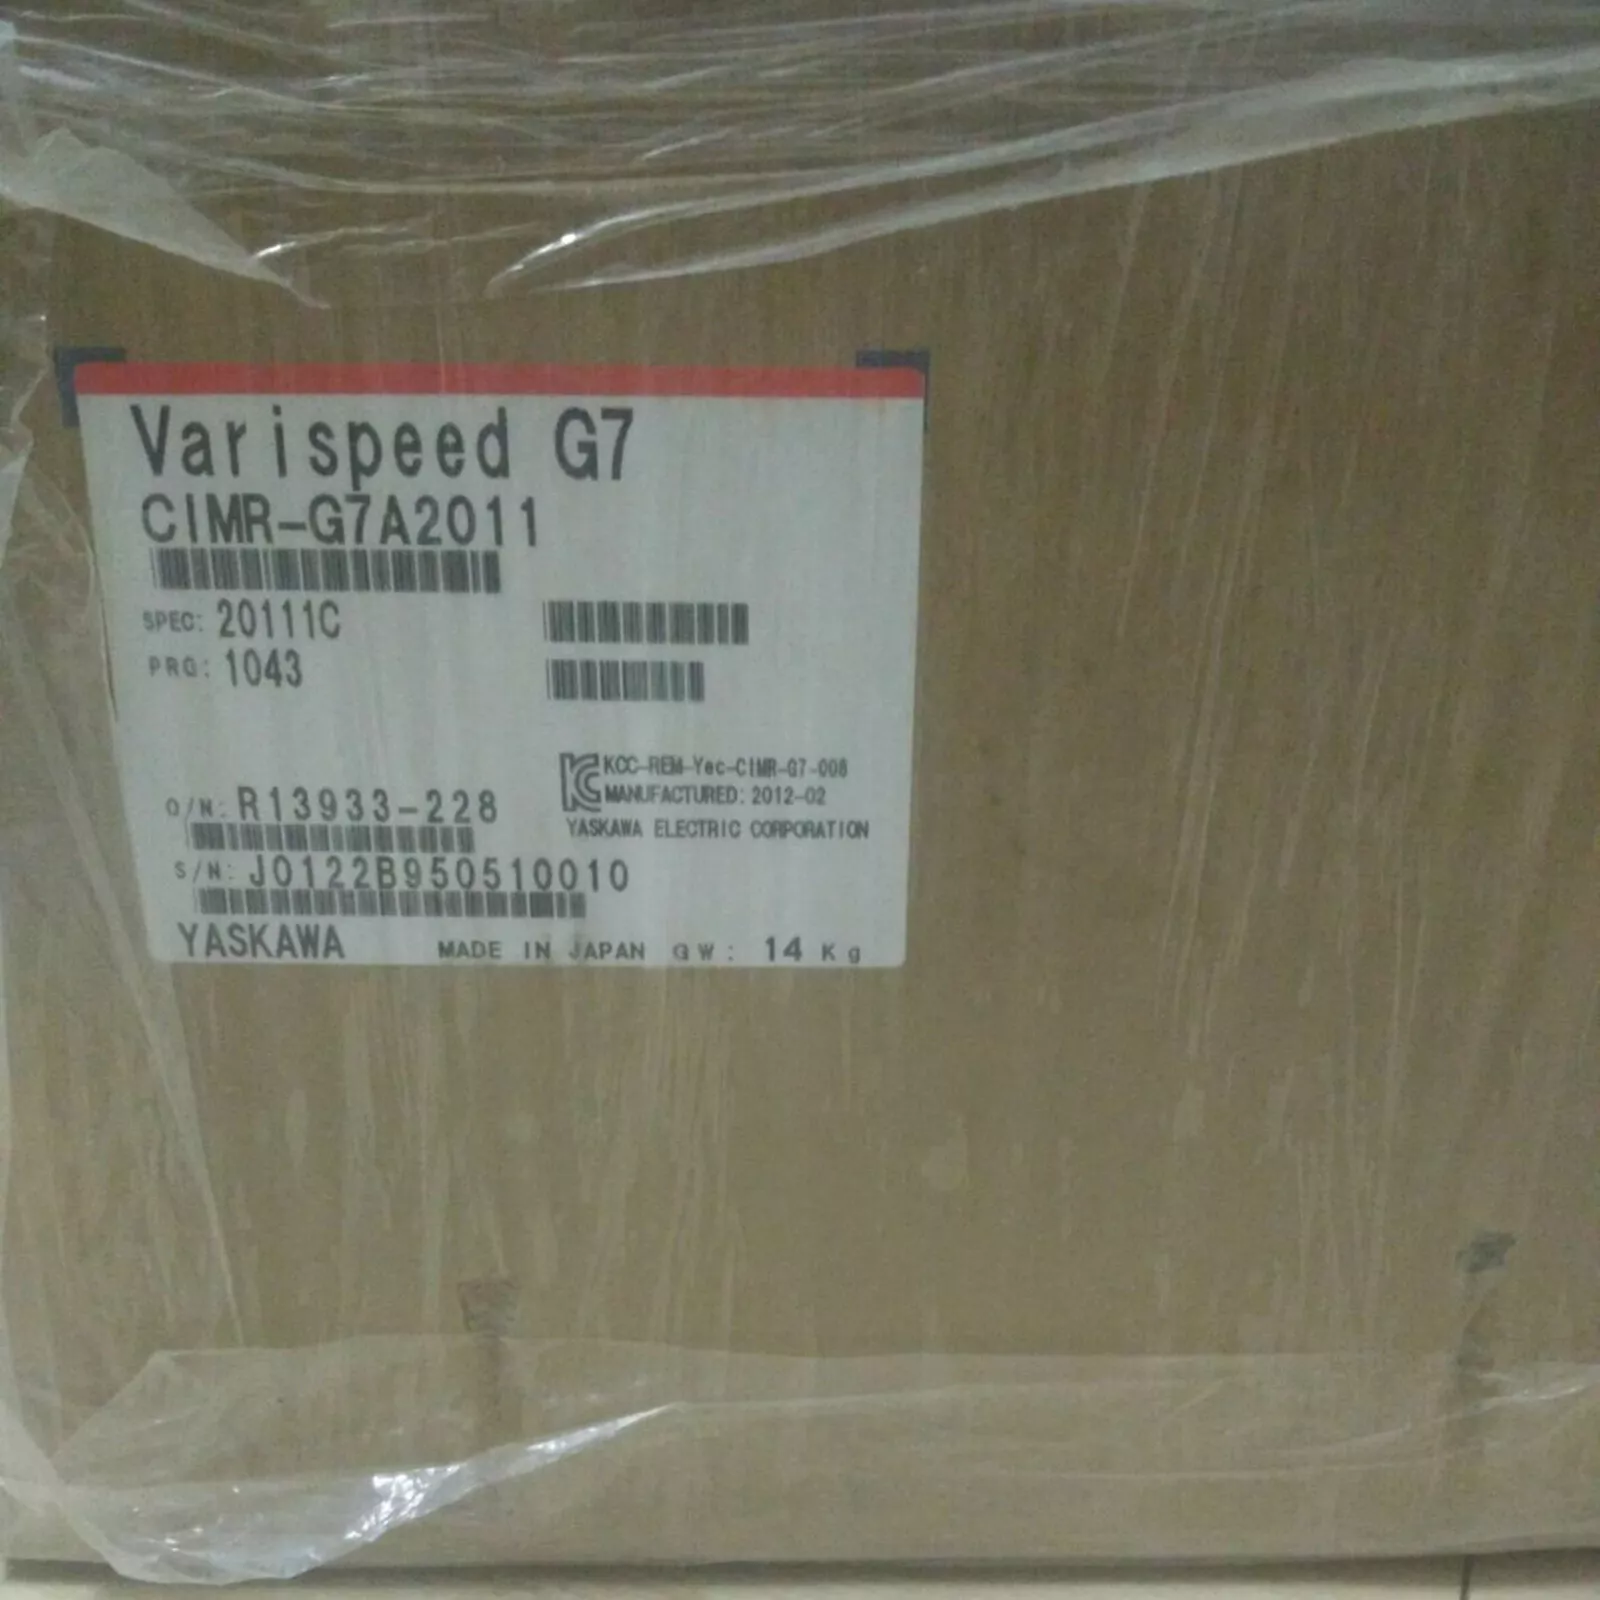 Varispeed G7
CIMR-G7A2011
SPEC: 20111C
PRG: 1043
KCC-REM-Yec-CIMR-G7-008
MANUFACTURED: 2012-02
O/N: R13933-228
YASKAWA ELECTRIC CORPORATION
S/N: J0122B950510010
YASKAWA MADE IN JAPAN GW: 14 Kg